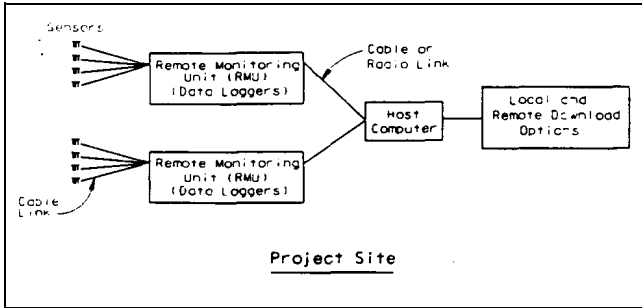 Sensors
Remote Monitoring
Unit (RMU)
(Data Loggers)
Cable or
Radio Link
Host
Computer
Local and
Remote Download
Options
Remote Monitoring
Unit (RMU)
(Data Loggers)
Cable
Link
Project Site